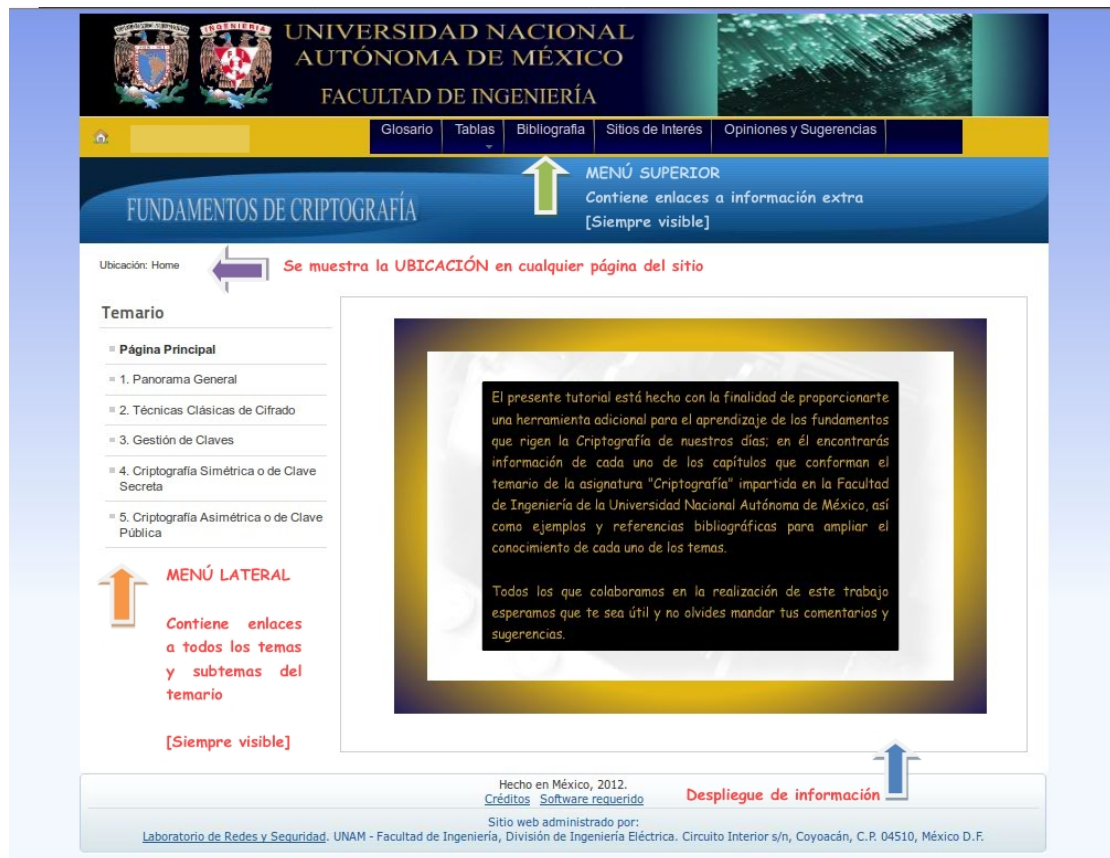 UNIVERSIDAD NACIONAL
AUTÓNOMA DE MÉXICO
FACULTAD DE INGENIERÍA
Glosario Tablas Bibliografia Sitios de Interés Opiniones y Sugerencias
FUNDAMENTOS DE CRIPTOGRAFÍA
MENÚ SUPERIOR
Contiene enlaces a información extra
[Siempre visible]
Ubicación: Home
Se muestra la UBICACIÓN en cualquier página del sitio
Temario
Página Principal
1. Panorama General
2. Técnicas Clásicas de Cifrado
3. Gestión de Claves
4. Criptografía Simétrica o de Clave
Secreta
5. Criptografía Asimétrica o de Clave
Pública
MENÚ LATERAL
Contiene enlaces
a todos los temas
y subtemas del
temario
[Siempre visible]
El presente tutorial está hecho con la finalidad de proporcionarte
una herramienta adicional para el aprendizaje de los fundamentos
que rigen la Criptografía de nuestros días; en él encontrarás
información de cada uno de los capítulos que conforman el
temario de la asignatura "Criptografía" impartida en la Facultad
de Ingeniería de la Universidad Nacional Autónoma de México, así
como ejemplos y referencias bibliográficas para ampliar el
conocimiento de cada uno de los temas.
Todos los que colaboramos en la realización de este trabajo
esperamos que te sea útil y no olvides mandar tus comentarios y
sugerencias.
Hecho en México, 2012.
Créditos Software requerido
Despliegue de información
Sitio web administrado por:
Laboratorio de Redes y Seguridad. UNAM - Facultad de Ingeniería, División de Ingeniería Eléctrica. Circuito Interior s/n, Coyoacán, C.P. 04510, México D.F.